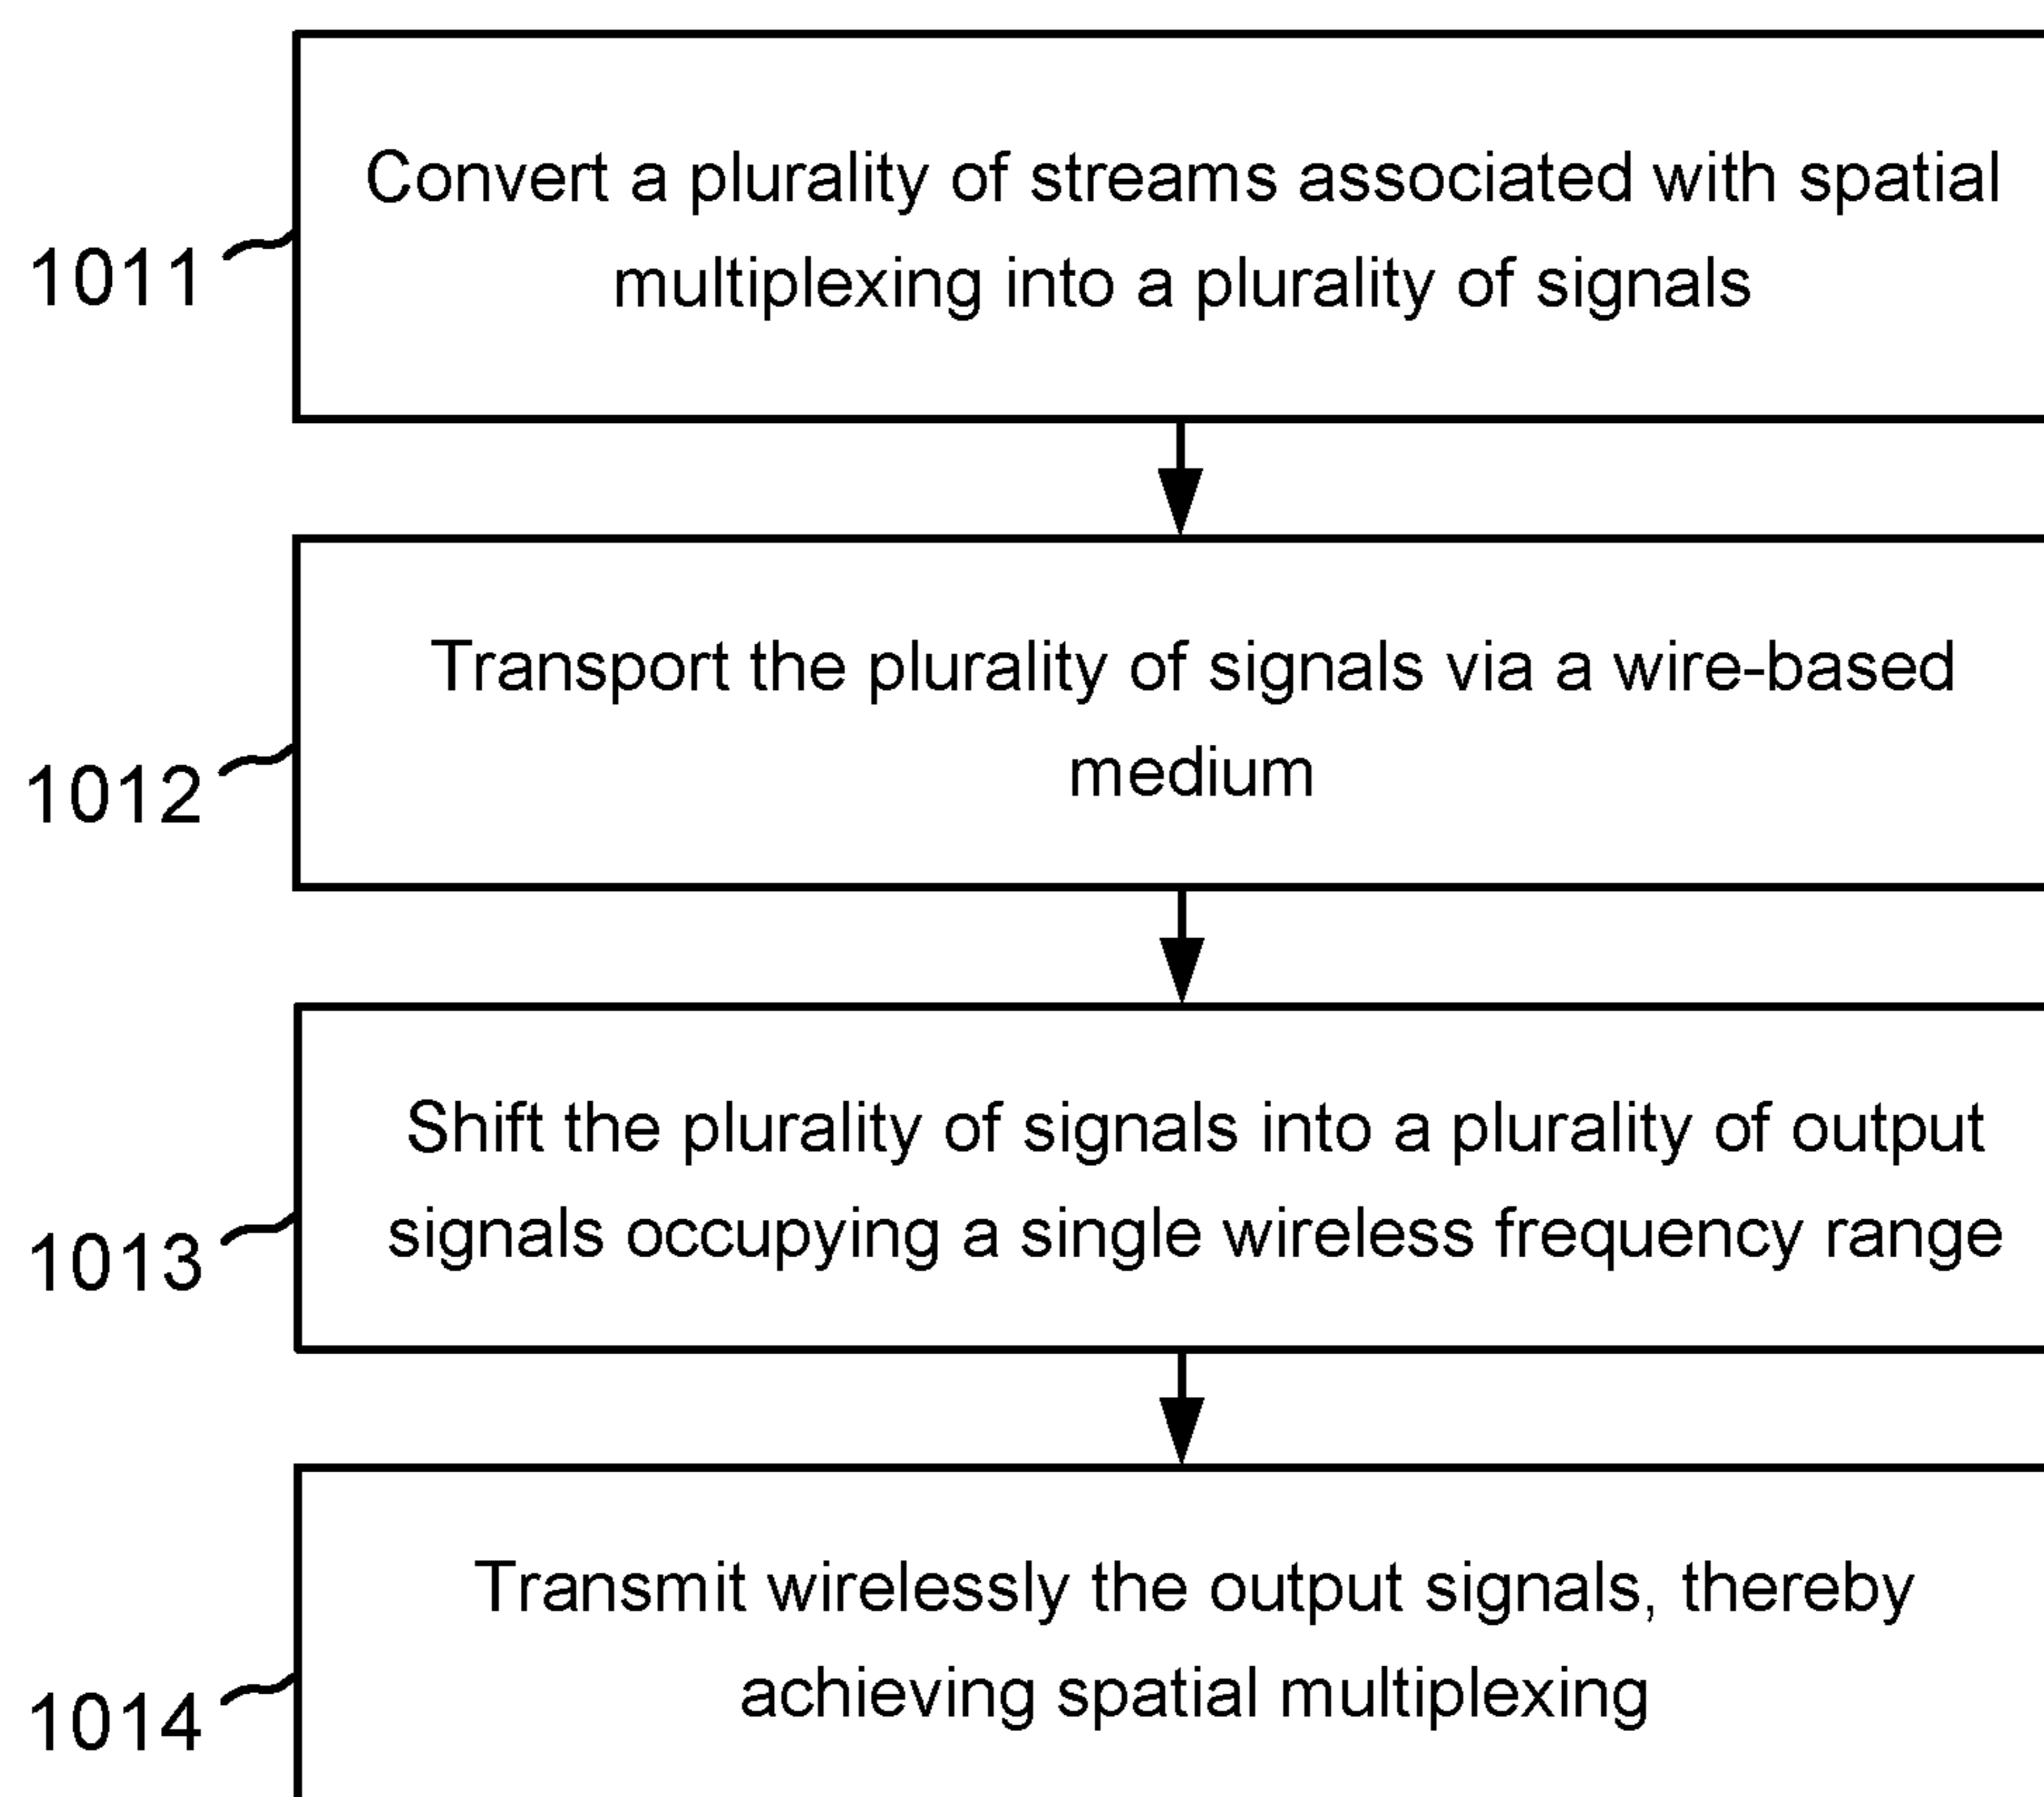 Convert a plurality of streams associated with spatial
multiplexing into a plurality of signals
1011
Transport the plurality of signals via a wire-based
medium
1012
Shift the plurality of signals into a plurality of output
signals occupying a single wireless frequency range
1013
Transmit wirelessly the output signals, thereby
achieving spatial multiplexing
1014